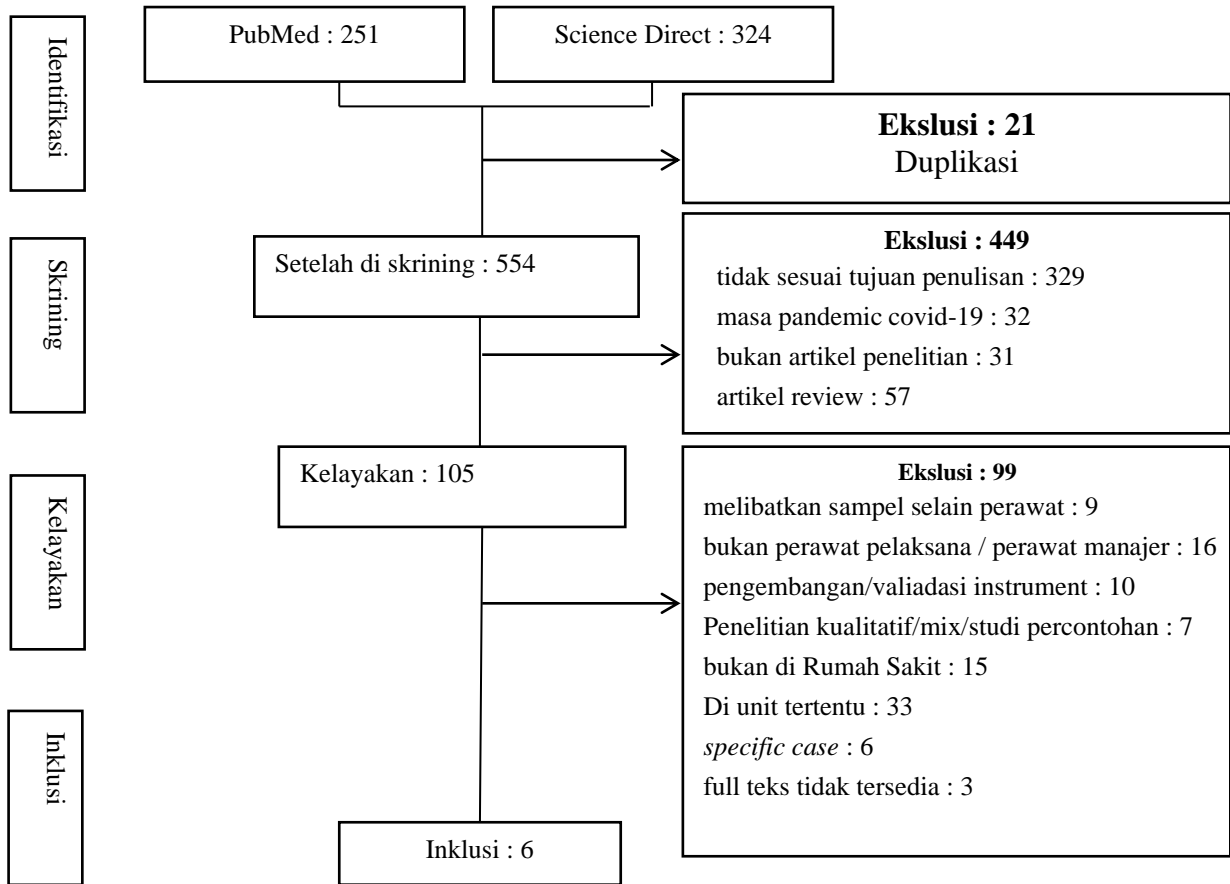 Identifikasi
PubMed : 251
Science Direct : 324
Ekslusi : 21
Duplikasi
Skrining
Setelah di skrining : 554
Ekslusi : 449
tidak sesuai tujuan penulisan : 329
masa pandemic covid-19 : 32
bukan artikel penelitian : 31
artikel review : 57
Kelayakan
Kelayakan : 105
Ekslusi : 99
melibatkan sampel selain perawat : 9
bukan perawat pelaksana / perawat manajer : 16
pengembangan/valiadasi instrument : 10
Penelitian kualitatif/mix/studi percontohan : 7
bukan di Rumah Sakit : 15
Di unit tertentu : 33
specific case : 6
full teks tidak tersedia : 3
Inklusi
Inklusi : 6